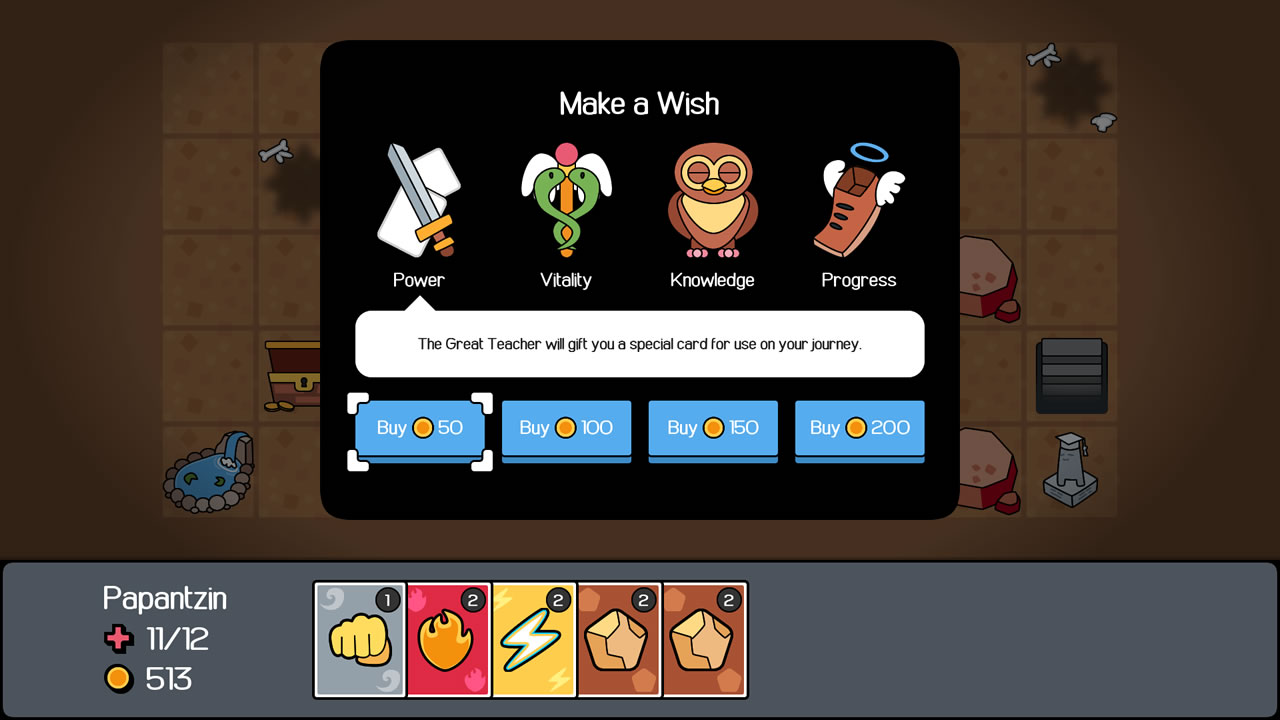 Make a Wish
Power Vitality Knowledge Progress
The Great Teacher will gift you a special card for use on your journey.
Buy 50 Buy 100 Buy 150 Buy 200
Papantzin
11/12
513
1 2 2 2 2